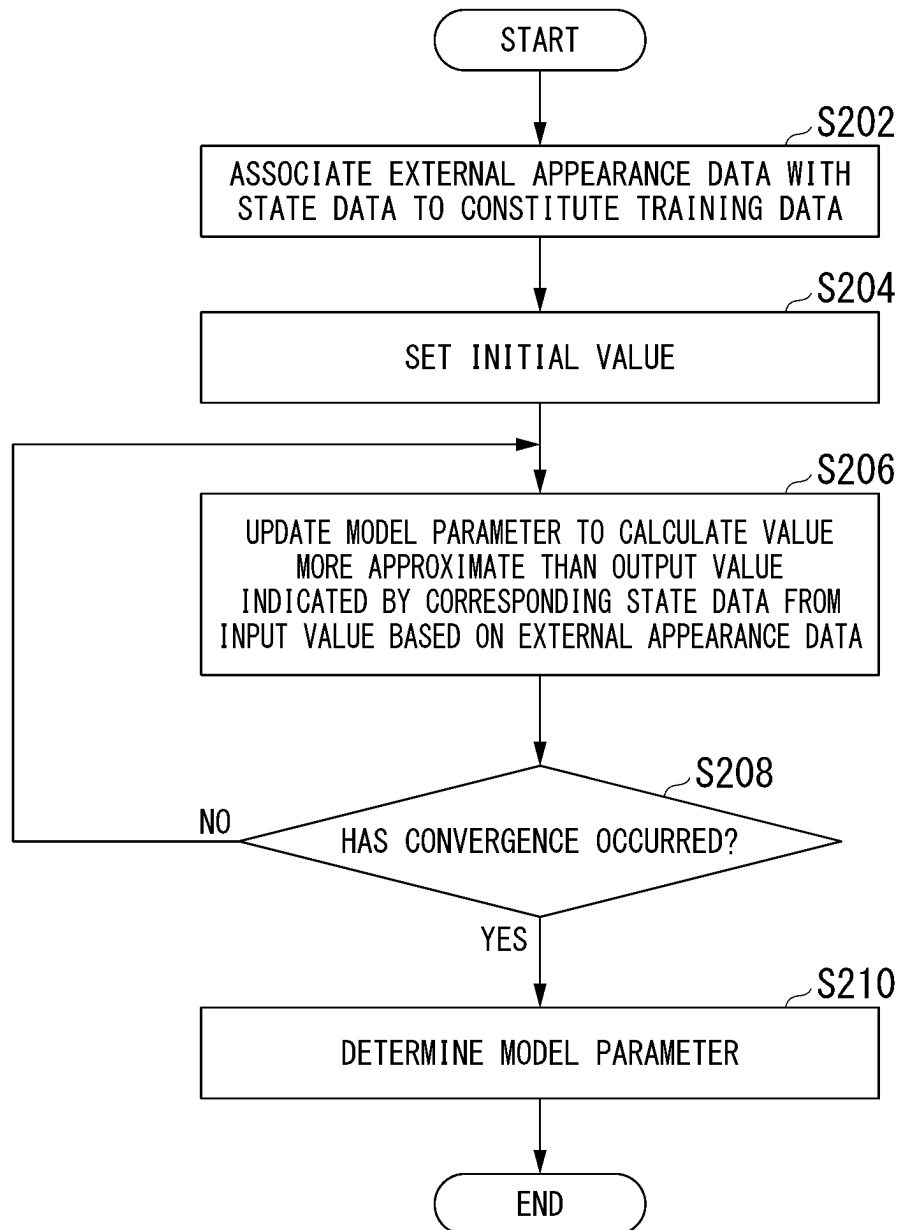 START
S202
ASSOCIATE EXTERNAL APPEARANCE DATA WITH
STATE DATA TO CONSTITUTE TRAINING DATA
S204
SET INITIAL VALUE
S206
UPDATE MODEL PARAMETER TO CALCULATE VALUE
MORE APPROXIMATE THAN OUTPUT VALUE
INDICATED BY CORRESPONDING STATE DATA FROM
INPUT VALUE BASED ON EXTERNAL APPEARANCE DATA
S208
NO
HAS CONVERGENCE OCCURRED?
YES
S210
DETERMINE MODEL PARAMETER
END